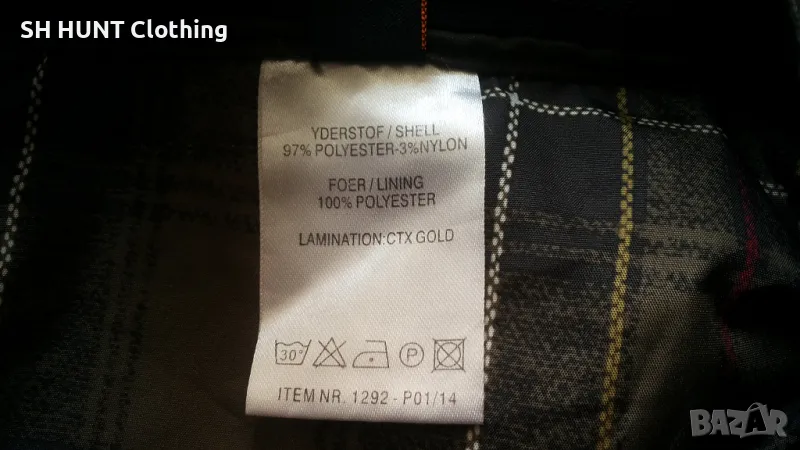 SH HUNT Clothing
YDERSTOF / SHELL
97% POLYESTER-3%NYLON
FOER / LINING
100% POLYESTER
LAMINATION:CTX GOLD
30° P
ITEM NR. 1292 - P01/14
BAZAR